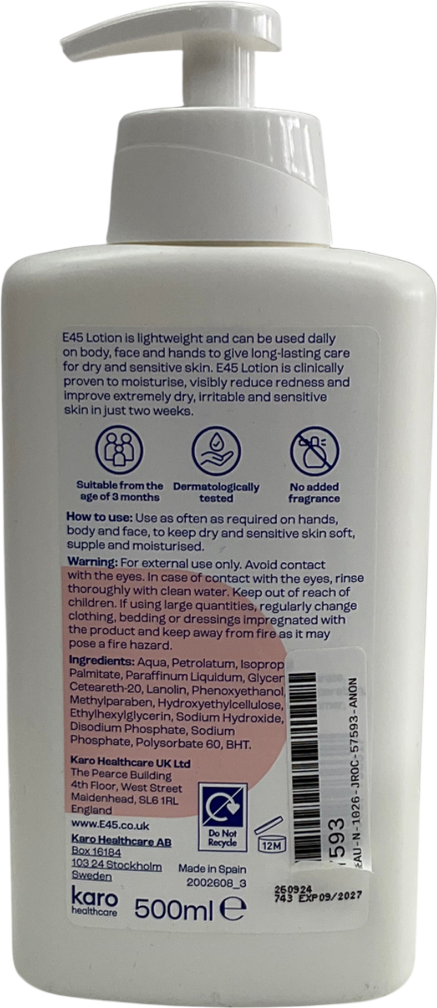 E45 Lotion is lightweight and can be used daily
on body, face and hands to give long-lasting care
for dry and sensitive skin. E45 Lotion is clinically
proven to moisturise, visibly reduce redness and
improve extremely dry, irritable and sensitive
skin in just two weeks.
Suitable from the
age of 3 months
Dermatologically
tested
No added
fragrance
How to use: Use as often as required on hands,
body and face, to keep dry and sensitive skin soft,
supple and moisturised.
Warning: For external use only. Avoid contact
with the eyes. In case of contact with the eyes, rinse
thoroughly with clean water. Keep out of reach of
children. If using large quantities, regularly change
clothing, bedding or dressings impregnated with
the product and keep away from fire as it may
pose a fire hazard.
Ingredients: Aqua, Petrolatum, Isoprop
Palmitate, Paraffinum Liquidum, Glycer
Ceteareth-20, Lanolin, Phenoxyethanol,
Methylparaben, Hydroxyethylcellulose,
Ethylhexylglycerin, Sodium Hydroxide,
Disodium Phosphate, Sodium
Phosphate, Polysorbate 60, BHT.
Karo Healthcare UK Ltd
The Pearce Building
4th Floor, West Street
Maidenhead, SL6 1RL
England
www.E45.co.uk
Karo Healthcare AB
Box 16184
103 24 Stockholm
Sweden
Do Not
Recycle
12M
Made in Spain
2002608_3
karo
healthcare
500ml e
260924
743 EXP 09/2027
593
EAU-N-1026-JROC-57593-ANON